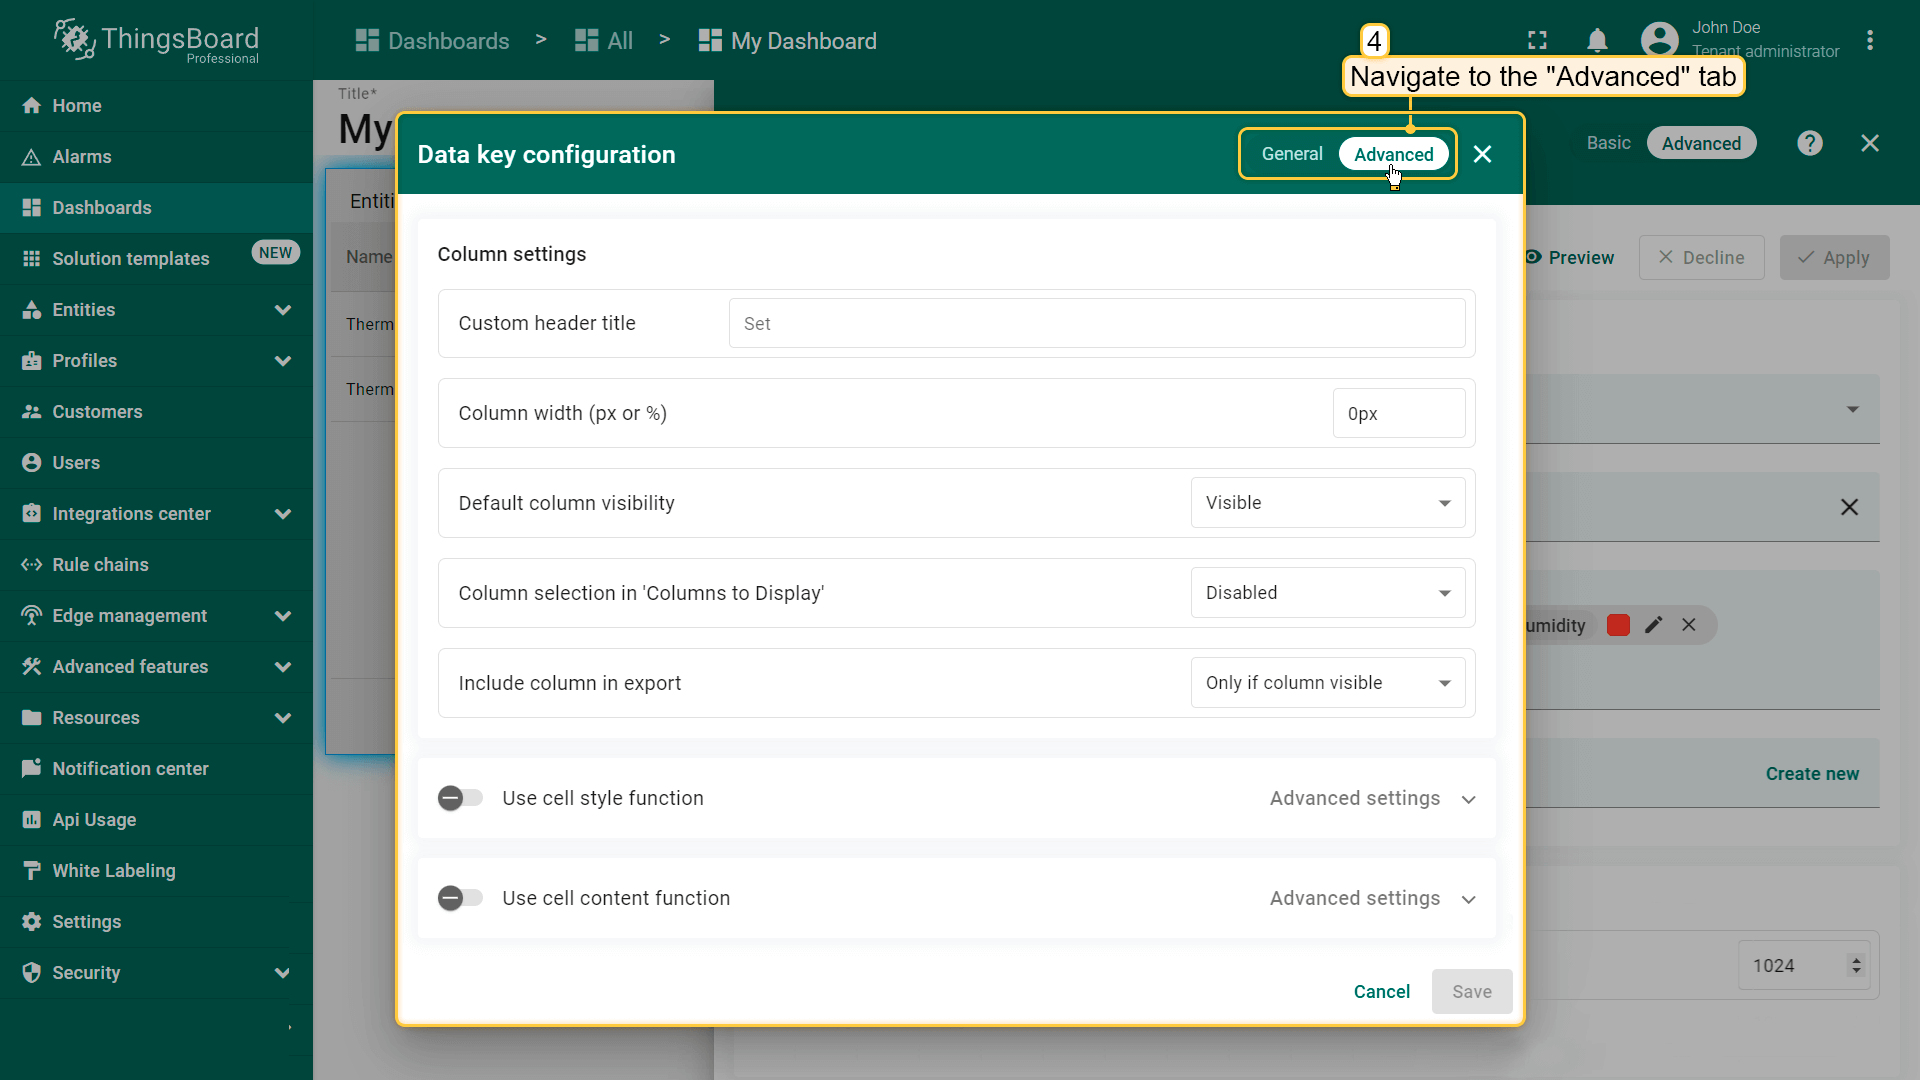 ThingsBoard
Professional
Dashboards > All > My Dashboard
John Doe
Tenant administrator
4
Navigate to the "Advanced" tab
Home
Alarms
Dashboards
Solution templates NEW
Entities
Profiles
Customers
Users
Integrations center
Rule chains
Edge management
Advanced features
Resources
Notification center
Api Usage
White Labeling
Settings
Security
Title*
My
Entiti
Name
Therm
Therm
Basic Advanced
Preview Decline Apply
umidity
Create new
1024
Data key configuration General Advanced
Column settings
Custom header title Set
Column width (px or %) 0px
Default column visibility Visible
Column selection in 'Columns to Display' Disabled
Include column in export Only if column visible
Use cell style function Advanced settings
Use cell content function Advanced settings
Cancel Save